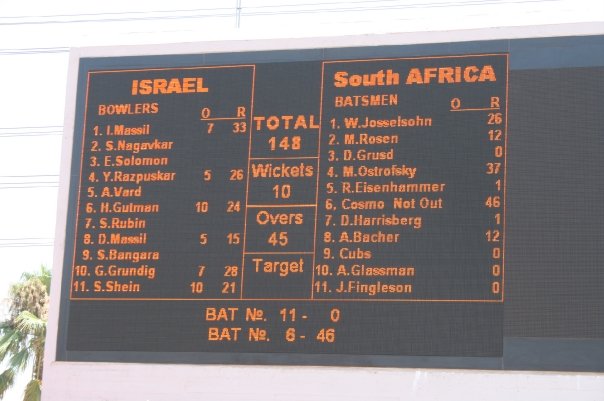 ISRAEL
BOWLERS O R
1. I.Massil 7 33
2. S.Nagavkar
3. E.Solomon
4. Y.Razpuskar 5 26
5. A.Vard
6. H.Gutman 10 24
7. S.Rubin
8. D.Massil 5 15
9. S.Bangara
10. G.Grundig 7 28
11. S.Shein 10 21
TOTAL
148
Wickets
10
Overs
45
Target
South AFRICA
BATSMEN O R
1. W.Josselsohn 26
2. M.Rosen 12
3. D.Grusd 0
4. M.Ostrofsky 37
5. R.Eisenhammer 1
6. Cosmo Not Out 46
7. D.Harrisberg 1
8. A.Bacher 12
9. Cubs 0
10. A.Glassman 0
11. J.Fingleson 0
BAT №. 11 - 0
BAT №. 6 - 46